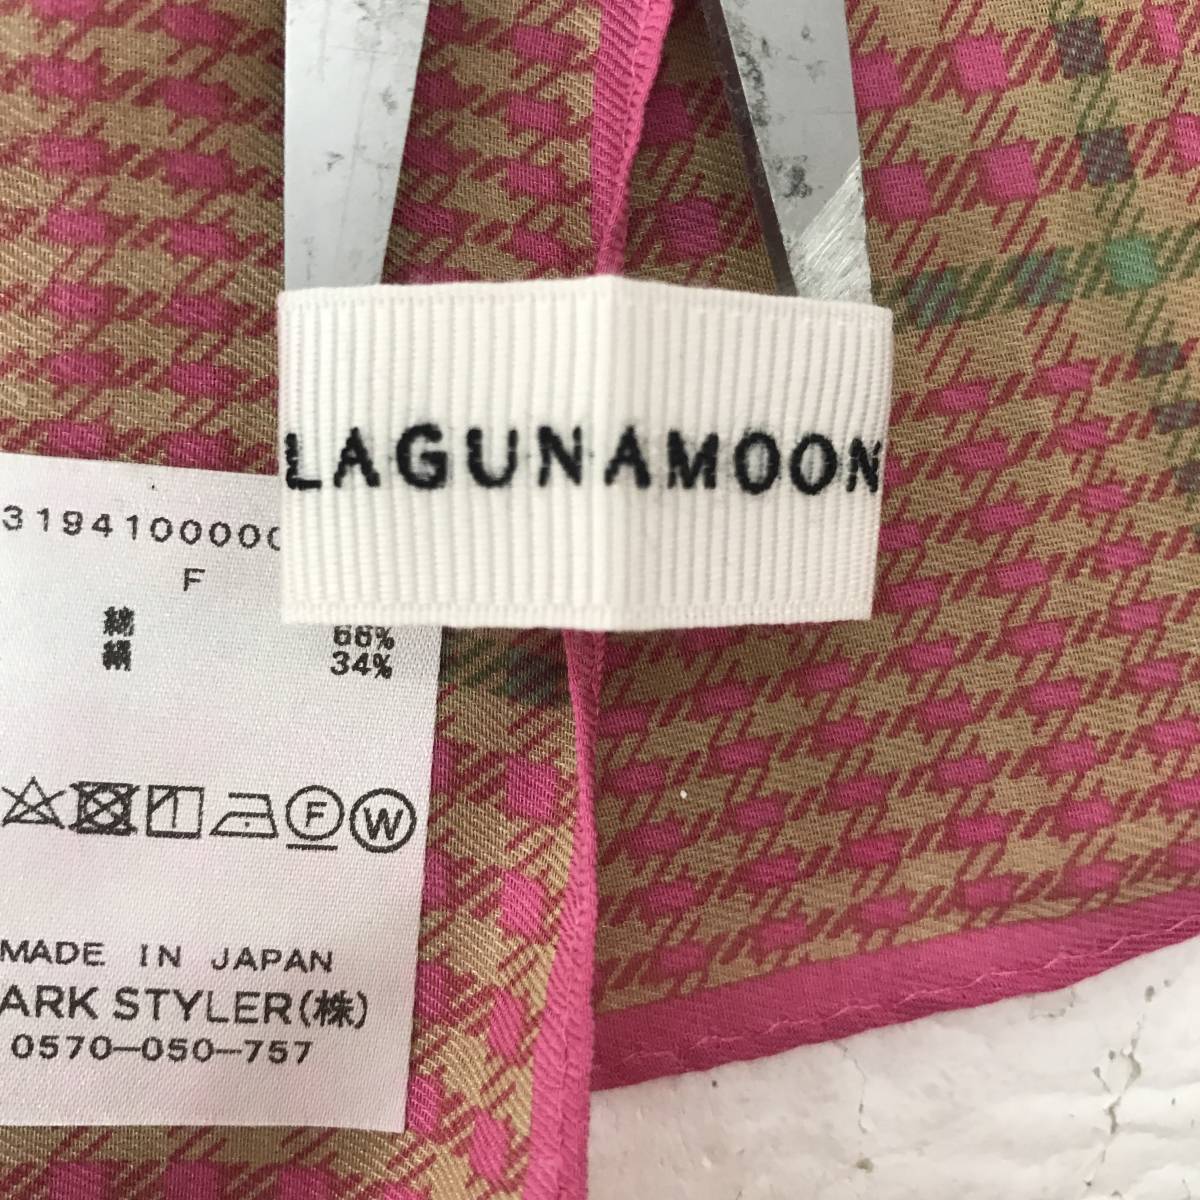 LAGUNAMOON
3194100000
F
綿 66%
絹 34%
F W
MADE IN JAPAN
ARK STYLER(株)
0570-050-757